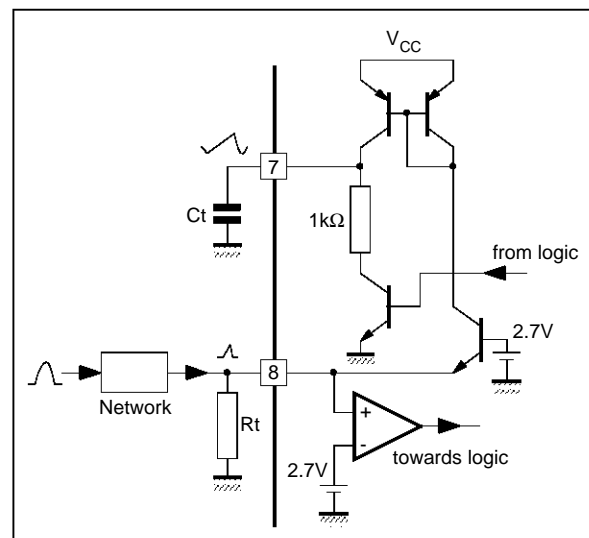 VCC
7
Ct
1kΩ
from logic
2.7V
8
Network
Rt
+
-
2.7V
towards logic